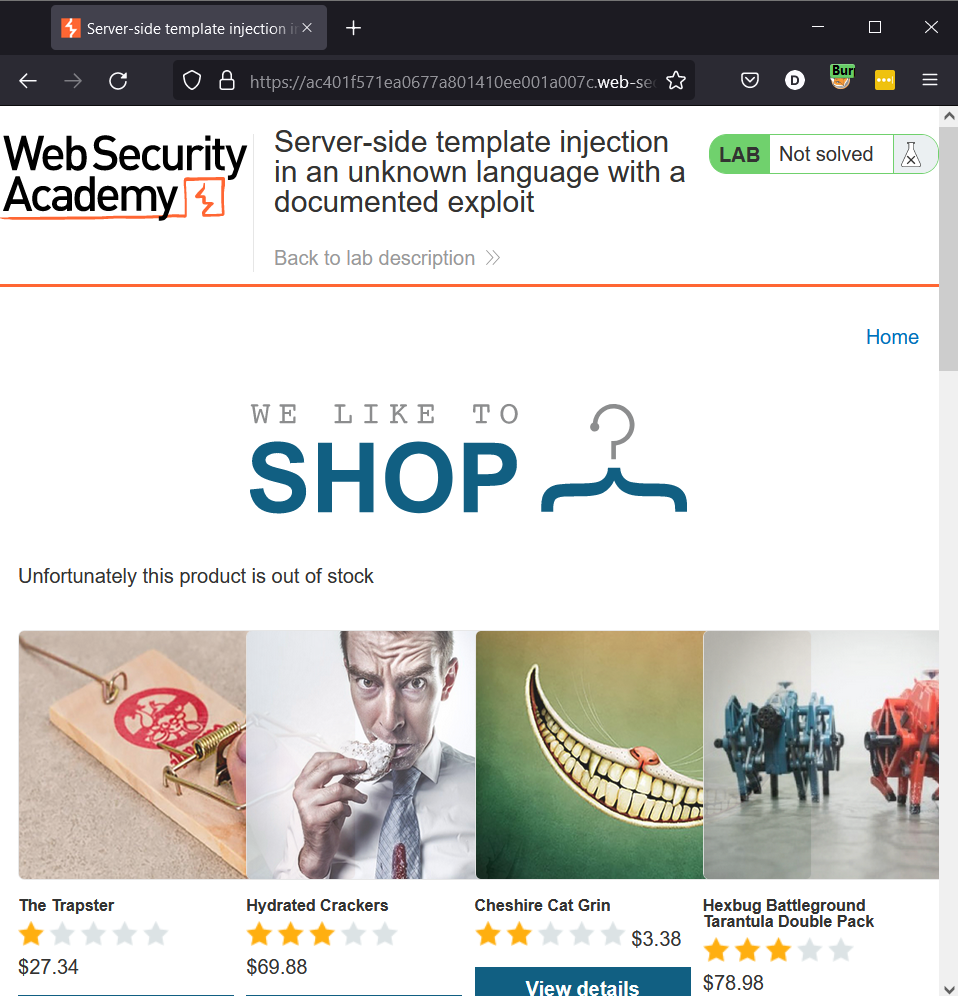 Server-side template injection i
https://ac401f571ea0677a801410ee001a007c.web-sec
D
Bur
Web Security
Academy
Server-side template injection
in an unknown language with a
documented exploit
Back to lab description
LAB
Not solved
Home
WE LIKE TO
SHOP
Unfortunately this product is out of stock
The Trapster
$27.34
Hydrated Crackers
$69.88
Cheshire Cat Grin
$3.38
View details
Hexbug Battleground
Tarantula Double Pack
$78.98